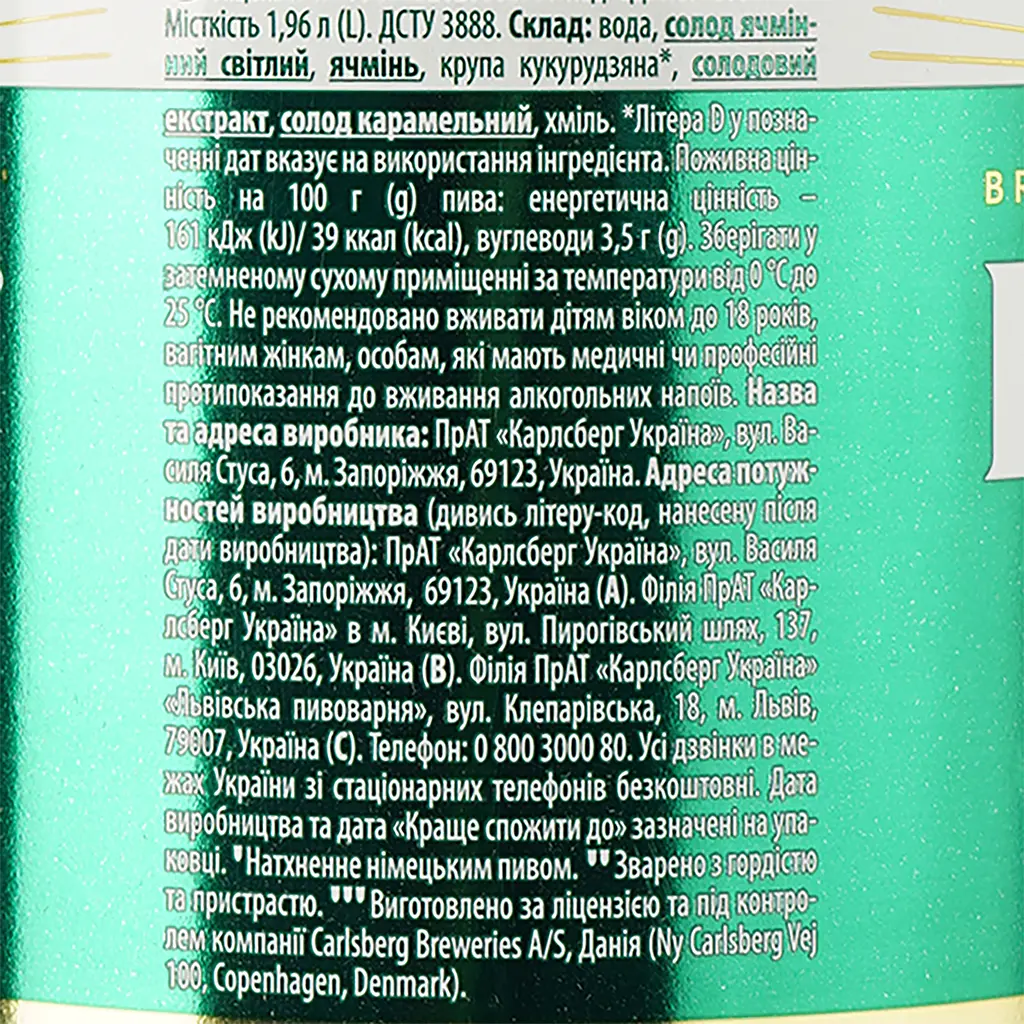 Місткість 1,96 л (L). ДСТУ 3888. Склад: вода, солод ячмін-
ний світлий, ячмінь, крупа кукурудзяна*, солодовий
екстракт, солод карамельний, хміль. *Літера D у позна-
ченні дат вказує на використання інгредієнта. Поживна цін-
ність на 100 г (g) пива: енергетична цінність –
161 кДж (kJ)/ 39 ккал (kcal), вуглеводи 3,5 г (g). Зберігати у
затемненому сухому приміщенні за температури від 0 °С до
25 °С. Не рекомендовано вживати дітям віком до 18 років,
вагітним жінкам, особам, які мають медичні чи професійні
протипоказання до вживання алкогольних напоїв. Назва
та адреса виробника: ПрАТ «Карлсберг Україна», вул. Ва-
силя Стуса, 6, м. Запоріжжя, 69123, Україна. Адреса потуж-
ностей виробництва (дивись літеру-код, нанесену після
дати виробництва): ПрАТ «Карлсберг Україна», вул. Василя
Стуса, 6, м. Запоріжжя, 69123, Україна (А). Філія ПрАТ «Кар-
лсберг Україна» в м. Києві, вул. Пирогівський шлях, 137,
м. Київ, 03026, Україна (В). Філія ПрАТ «Карлсберг Україна»
«Львівська пивоварня», вул. Клепарівська, 18, м. Львів,
79007, Україна (С). Телефон: 0 800 3000 80. Усі дзвінки в ме-
жах України зі стаціонарних телефонів безкоштовні. Дата
виробництва та дата «Краще спожити до» зазначені на упа-
ковці. ▾Натхненне німецьким пивом. ▾▾Зварено з гордістю
та пристрастю. ▾▾▾Виготовлено за ліцензією та під контро-
лем компанії Carlsberg Breweries A/S, Данія (Ny Carlsberg Vej
100, Copenhagen, Denmark).